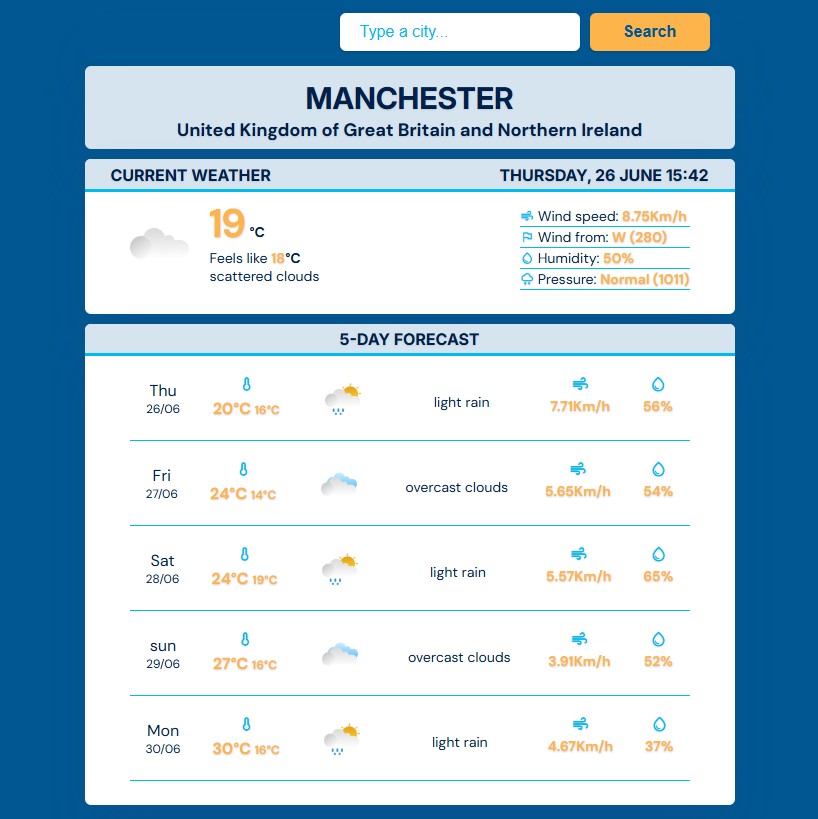 Type a city...
Search
MANCHESTER
United Kingdom of Great Britain and Northern Ireland
CURRENT WEATHER THURSDAY, 26 JUNE 15:42
19 °C
Feels like 18°C
scattered clouds
Wind speed: 8.75Km/h
Wind from: W (280)
Humidity: 50%
Pressure: Normal (1011)
5-DAY FORECAST
Thu
26/06
20°C 16°C
light rain
7.71Km/h
56%
Fri
27/06
24°C 14°C
overcast clouds
5.65Km/h
54%
Sat
28/06
24°C 19°C
light rain
5.57Km/h
65%
sun
29/06
27°C 16°C
overcast clouds
3.91Km/h
52%
Mon
30/06
30°C 16°C
light rain
4.67Km/h
37%